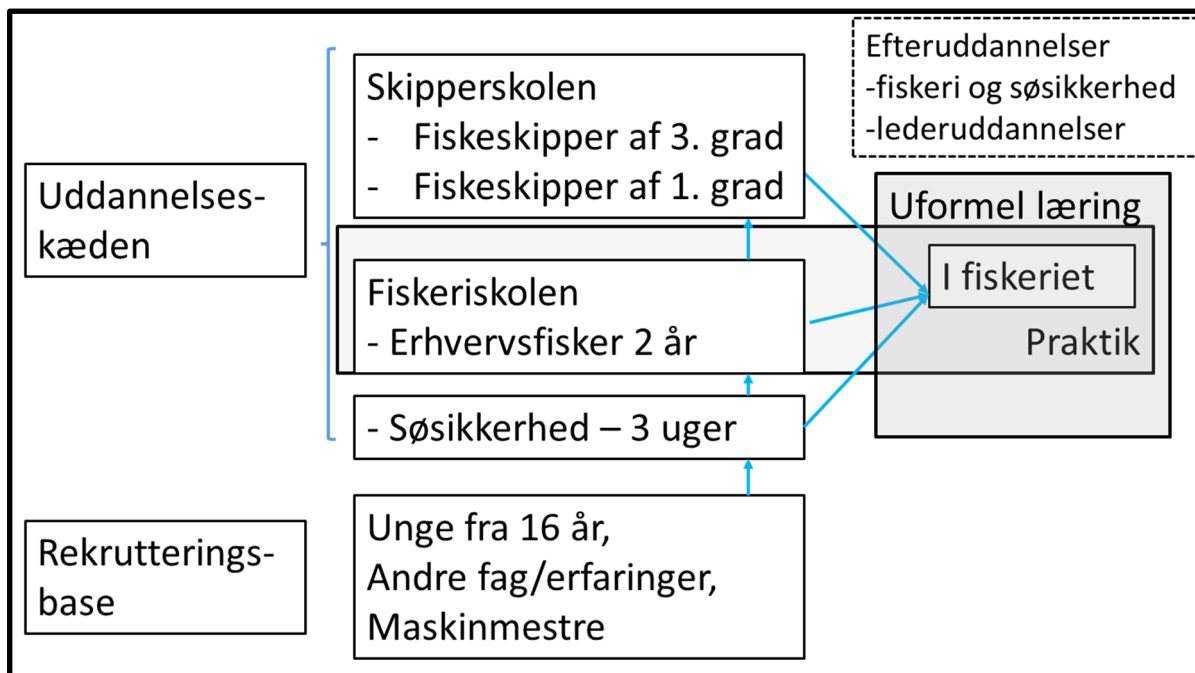 Efteruddannelser
-fiskeri og søsikkerhed
-lederuddannelser
Skipperskolen
- Fiskeskipper af 3. grad
- Fiskeskipper af 1. grad
Uddannelses-
kæden
Uformel læring
I fiskeriet
Praktik
Fiskeriskolen
- Erhvervsfisker 2 år
- Søsikkerhed – 3 uger
Rekrutterings-
base
Unge fra 16 år,
Andre fag/erfaringer,
Maskinmestre